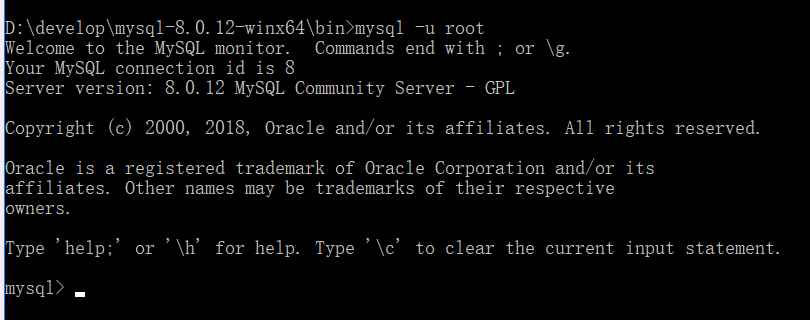 D:\develop\mysql-8.0.12-winx64\bin>mysql -u root
Welcome to the MySQL monitor.  Commands end with ; or \g.
Your MySQL connection id is 8
Server version: 8.0.12 MySQL Community Server - GPL
Copyright (c) 2000, 2018, Oracle and/or its affiliates. All rights reserved.
Oracle is a registered trademark of Oracle Corporation and/or its
affiliates. Other names may be trademarks of their respective
owners.
Type 'help;' or '\h' for help. Type '\c' to clear the current input statement.
mysql>